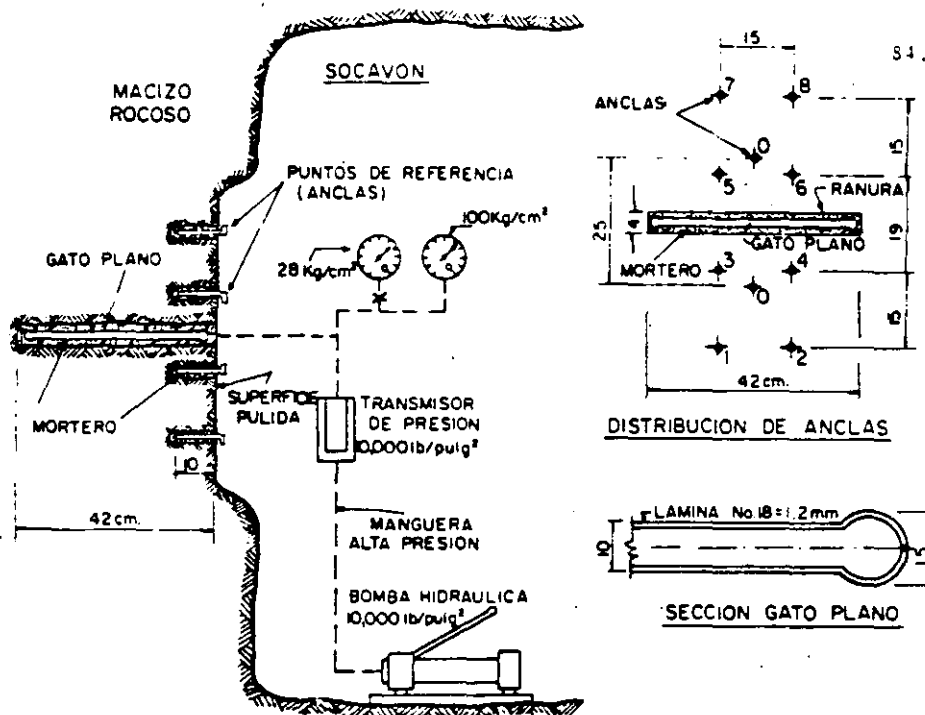 SOCAVON
MACIZO
ROCOSO
PUNTOS DE REFERENCIA
(ANCLAS)
GATO PLANO
28 Kg/cm²
100Kg/cm²
MORTERO
SUPERFICIE
PULIDA
TRANSMISOR
DE PRESION
10,000 lb/pulg²
10
42 cm.
MANGUERA
ALTA PRESION
BOMBA HIDRAULICA
10,000 lb/pulg²
15
7
8
ANCLAS
0
15
5
6
RANURA
25
4
GATO PLANO
19
MORTERO
3
4
0
15
1
2
42 cm.
DISTRIBUCION DE ANCLAS
LAMINA No.18=1.2mm
10
15
SECCION GATO PLANO